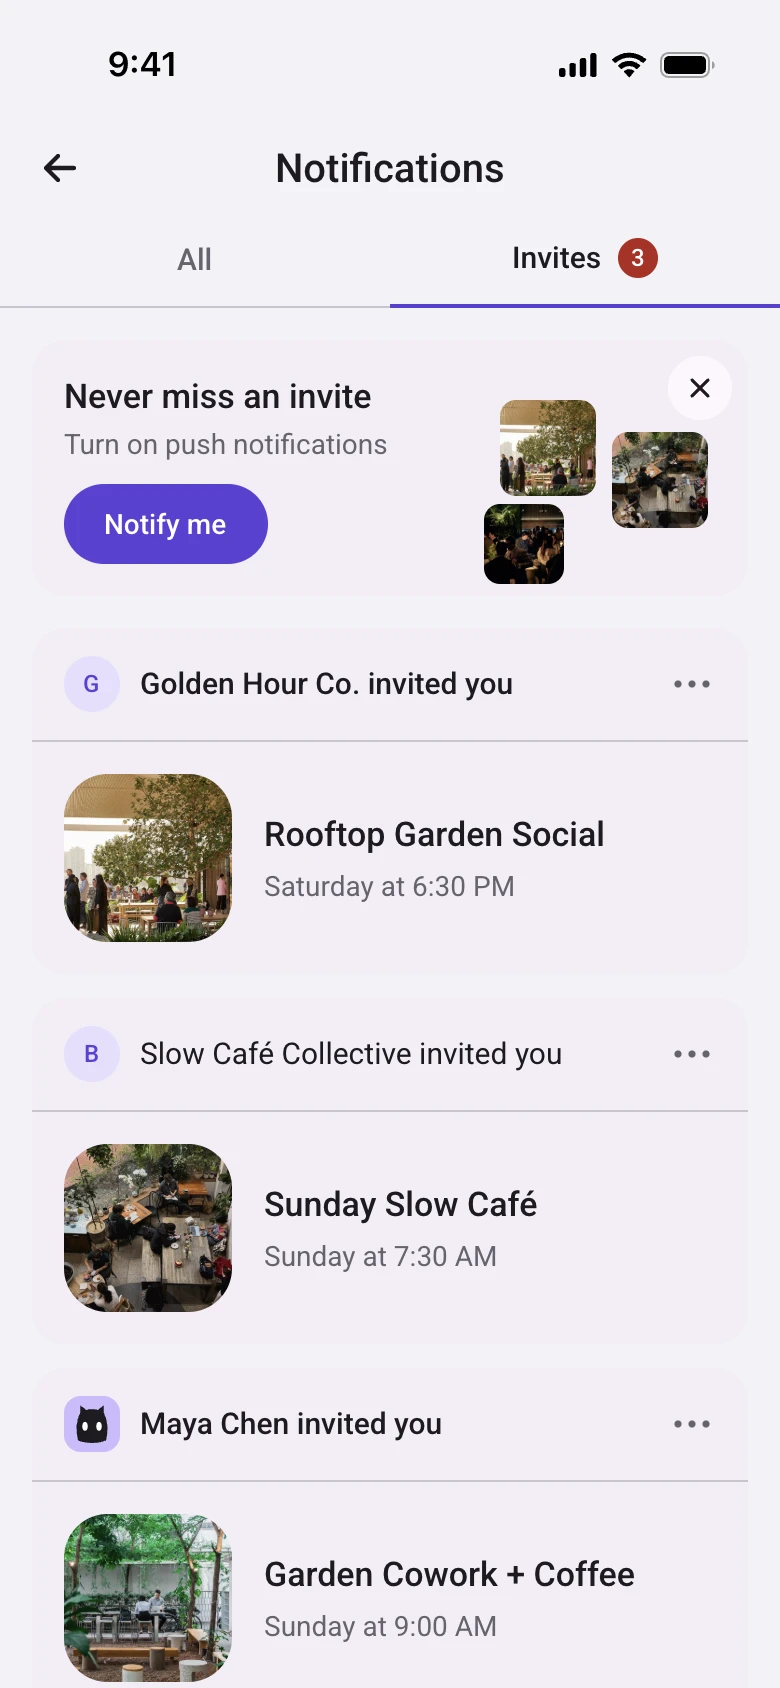 9:41
Notifications
All
Invites 3
Never miss an invite
Turn on push notifications
Notify me
G
Golden Hour Co. invited you
Rooftop Garden Social
Saturday at 6:30 PM
B
Slow Café Collective invited you
Sunday Slow Café
Sunday at 7:30 AM
Maya Chen invited you
Garden Cowork + Coffee
Sunday at 9:00 AM